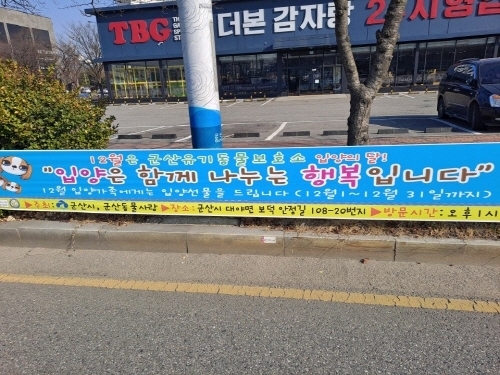 TBG
더본 감자탕 24시
12월은 군산유기동물보호소 입양의 달!
"입양은 함께 나누는 행복입니다"
12월 입양가족에게는 입양선물을 드립니다 (12월1~12월 31일까지)
▶주최: 군산시, 군산동물사랑 ▶장소: 군산시 대야면 보덕 안정길 108-20번지 ▶방문시간: 오후 1시